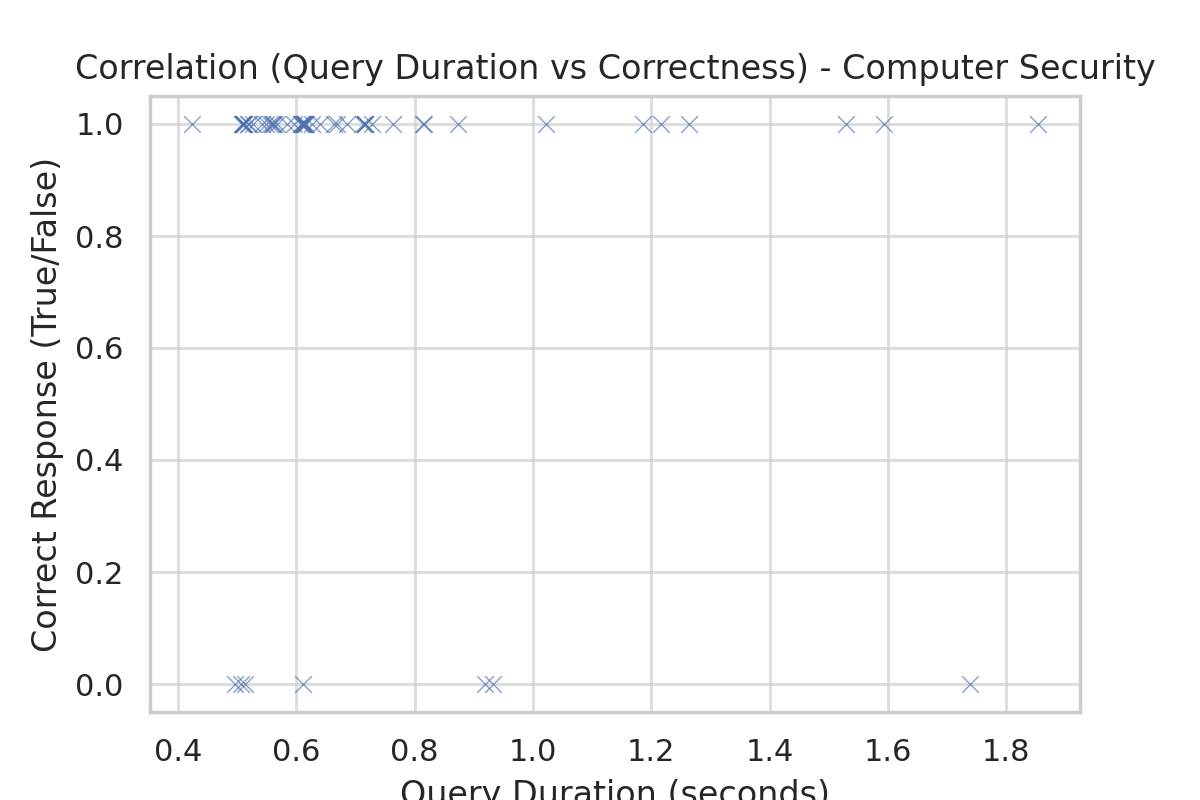 Correlation (Query Duration vs Correctness) - Computer Security
Correct Response (True/False)
1.0
0.8
0.6
0.4
0.2
0.0
0.4 0.6 0.8 1.0 1.2 1.4 1.6 1.8
Query Duration (seconds)